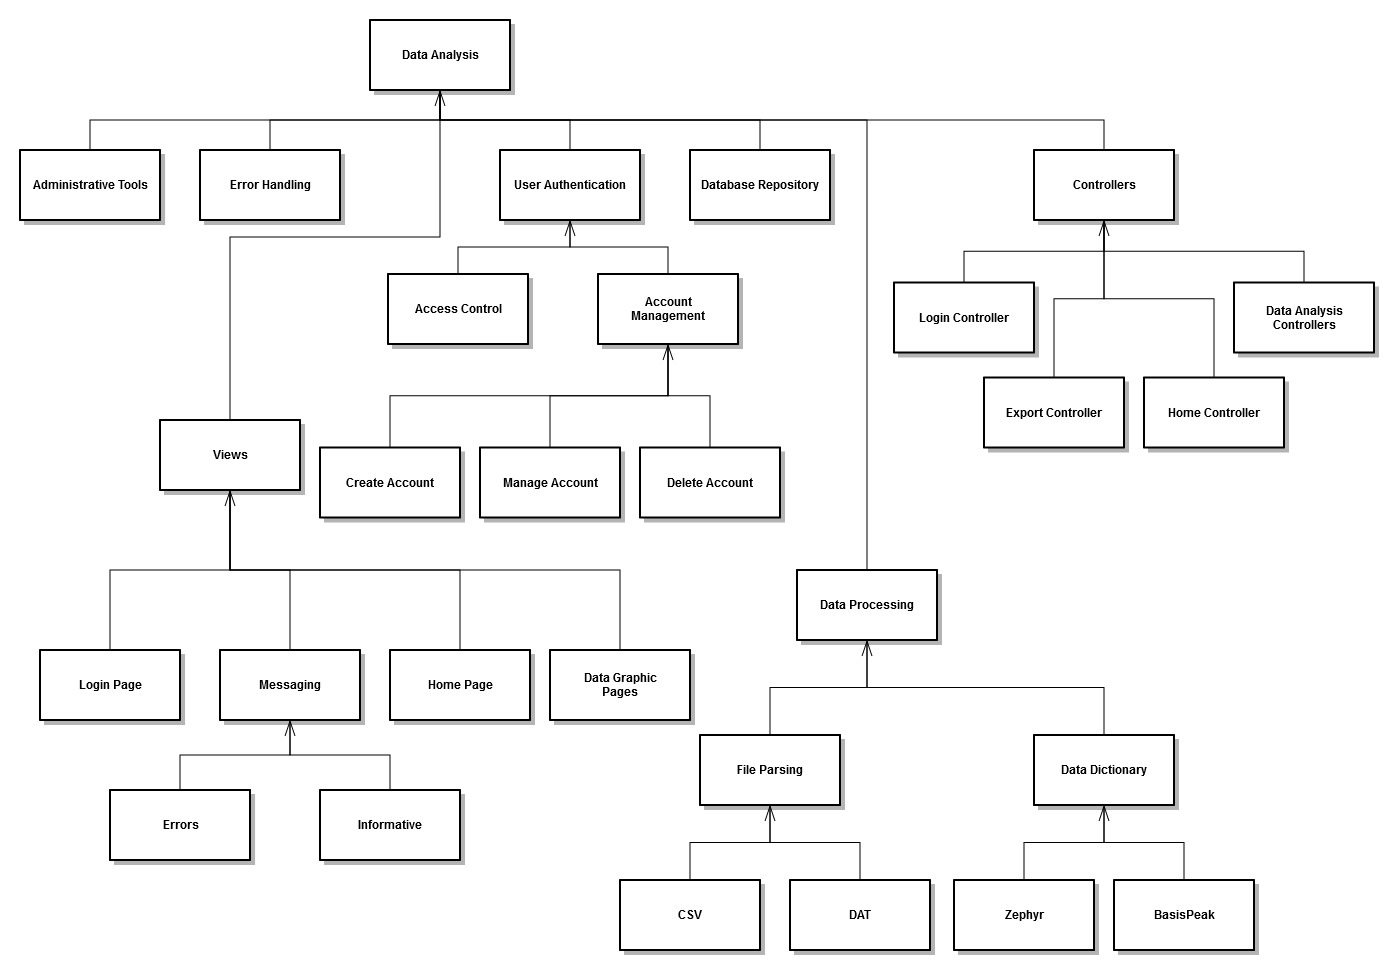 Data Analysis
Administrative Tools
Error Handling
User Authentication
Database Repository
Controllers
Access Control
Account
Management
Login Controller
Data Analysis
Controllers
Export Controller
Home Controller
Views
Create Account
Manage Account
Delete Account
Data Processing
Login Page
Messaging
Home Page
Data Graphic
Pages
File Parsing
Data Dictionary
Errors
Informative
CSV
DAT
Zephyr
BasisPeak